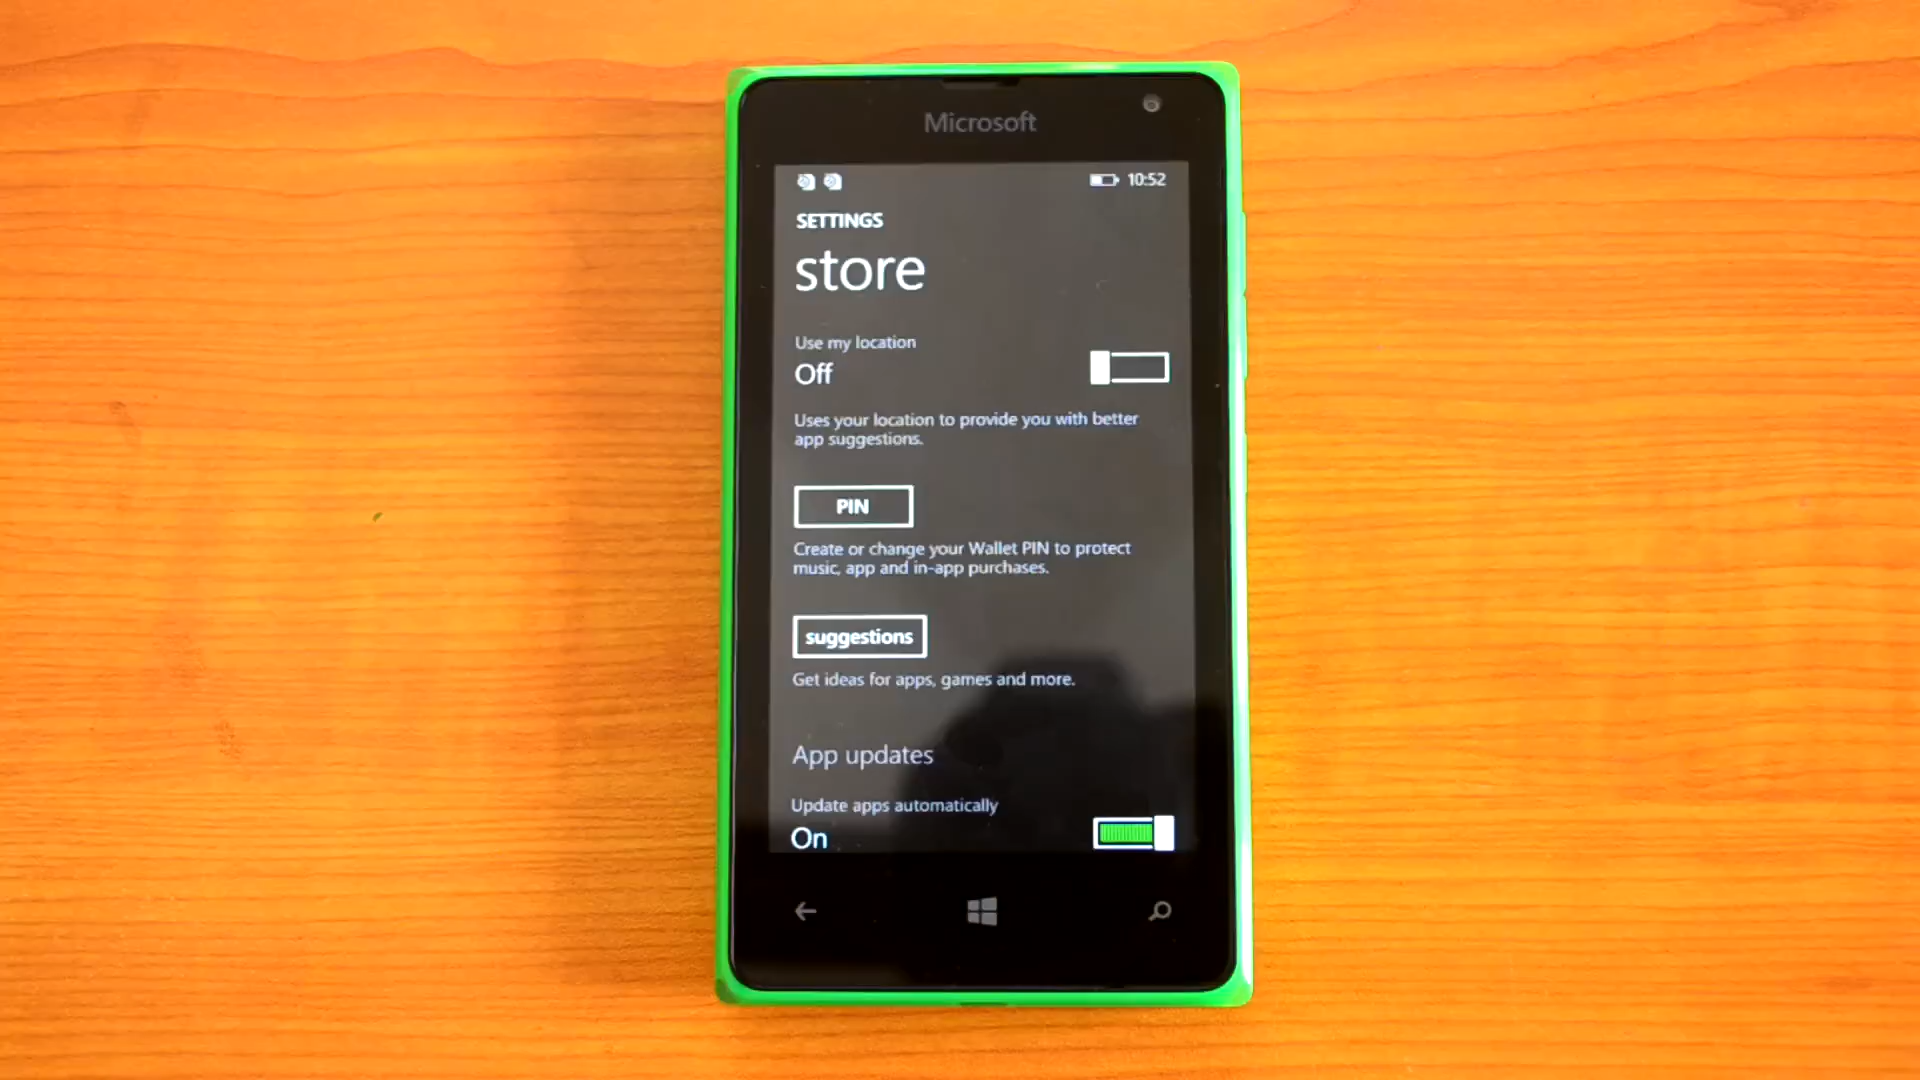 Microsoft
10:52
SETTINGS
store
Use my location
Off
Uses your location to provide you with better
app suggestions.
PIN
Create or change your Wallet PIN to protect
music, app and in-app purchases.
suggestions
Get ideas for apps, games and more.
App updates
Update apps automatically
On